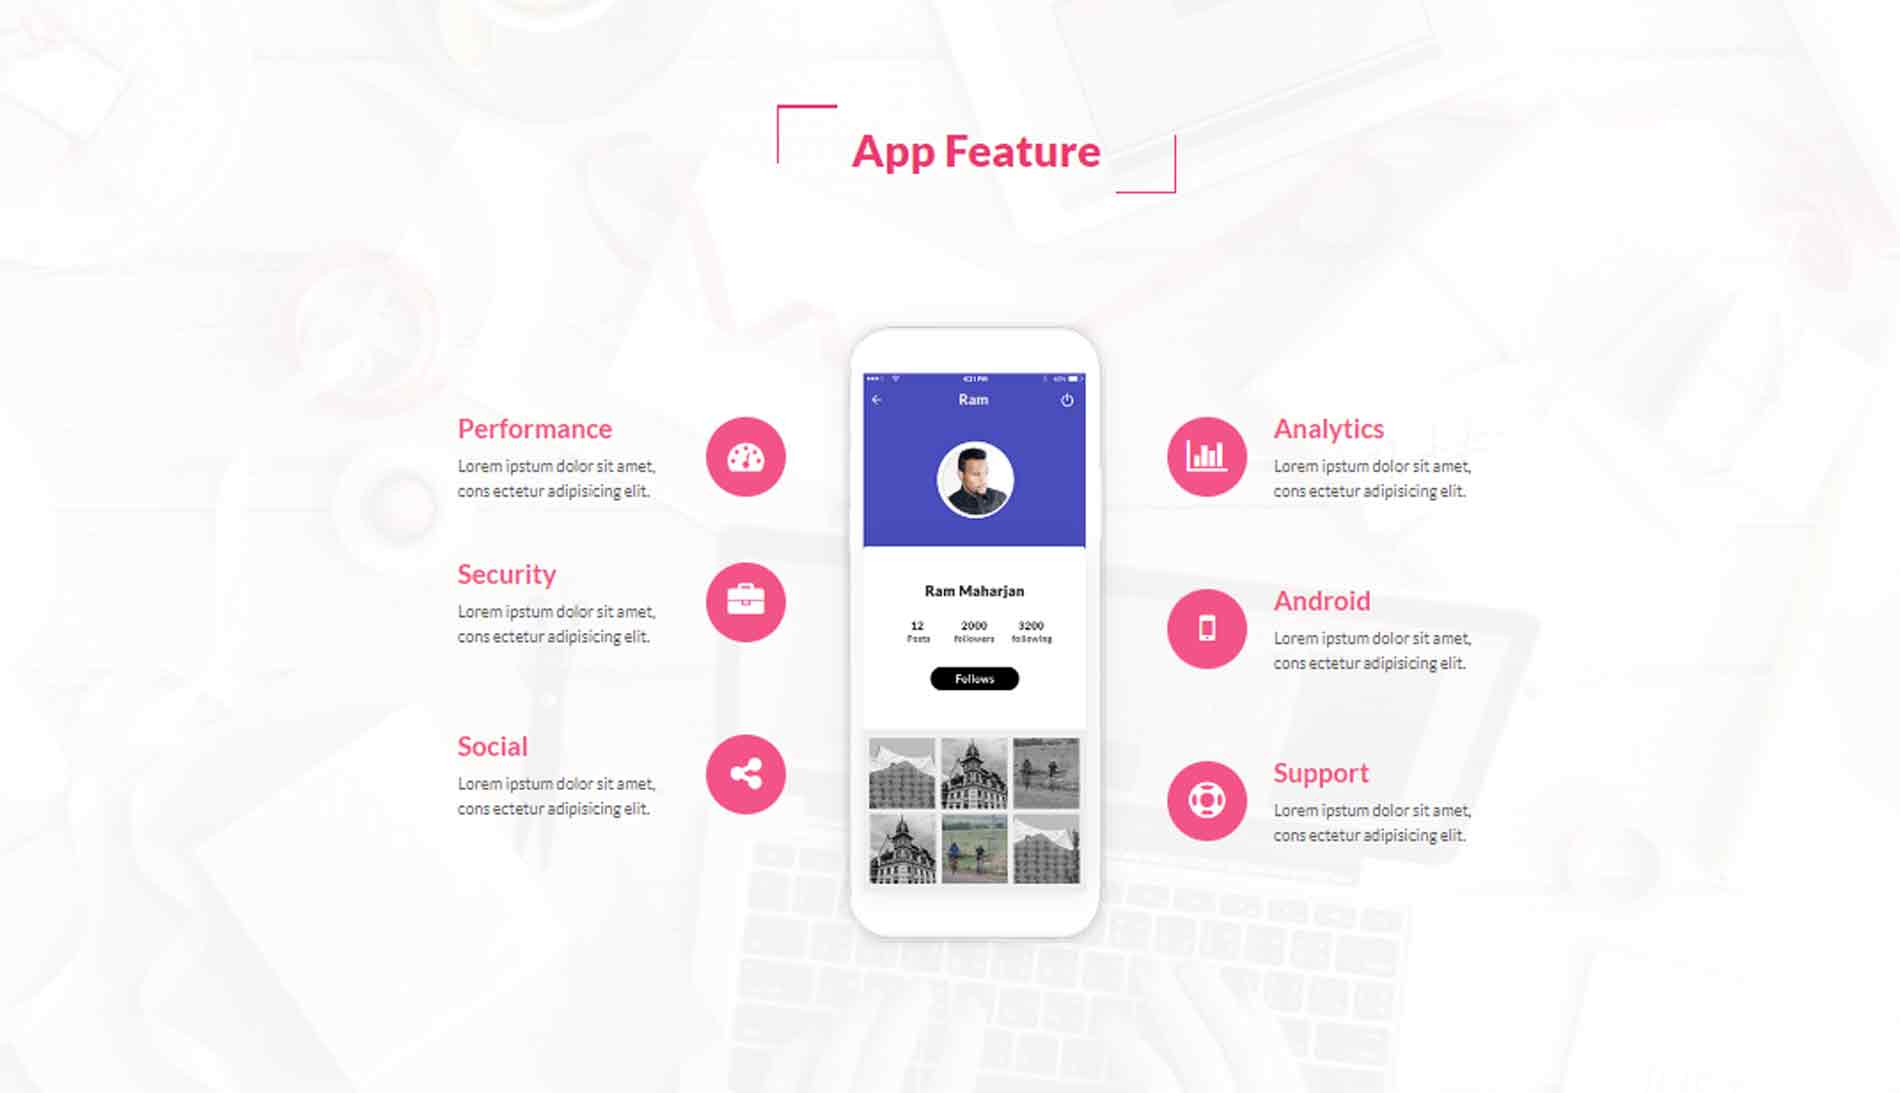 App Feature
Performance
Lorem ipstum dolor sit amet,
cons ectetur adipisicing elit.
Security
Lorem ipstum dolor sit amet,
cons ectetur adipisicing elit.
Social
Lorem ipstum dolor sit amet,
cons ectetur adipisicing elit.
4:21 PM
Ram
Ram Maharjan
12 2000 3200
Posts followers following
Follows
Analytics
Lorem ipstum dolor sit amet,
cons ectetur adipisicing elit.
Android
Lorem ipstum dolor sit amet,
cons ectetur adipisicing elit.
Support
Lorem ipstum dolor sit amet,
cons ectetur adipisicing elit.